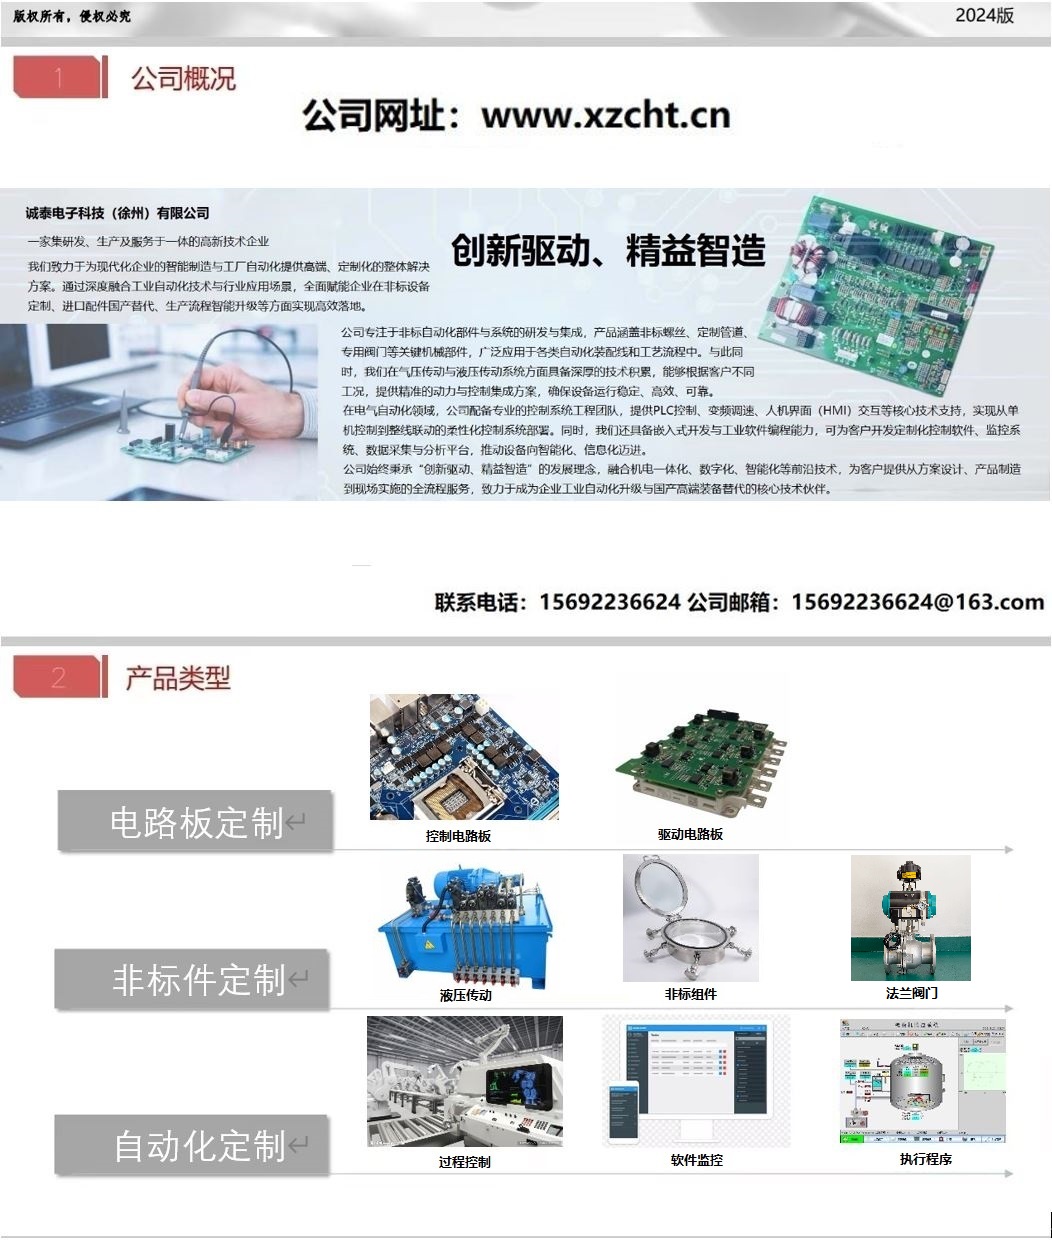 版权所有，侵权必究
2024版
1
公司概况
公司网址：www.xzcht.cn
诚泰电子科技（徐州）有限公司
一家集研发、生产及服务于一体的高新技术企业
我们致力于为现代化企业的智能制造与工厂自动化提供高端、定制化的整体解决
方案。通过深度融合工业自动化技术与行业应用场景，全面赋能企业在非标设备
定制、进口配件国产替代、生产流程智能升级等方面实现高效落地。
创新驱动、精益智造
公司专注于非标自动化部件与系统的研发与集成，产品涵盖非标螺丝、定制管道、
专用阀门等关键机械部件，广泛应用于各类自动化装配线和工艺流程中。与此同
时，我们在气压传动与液压传动系统方面具备深厚的技术积累，能够根据客户不同
工况，提供精准的动力与控制集成方案，确保设备运行稳定、高效、可靠。
在电气自动化领域，公司配备专业的控制系统工程团队，提供PLC控制、变频调速、人机界面（HMI）交互等核心技术支持，实现从单
机控制到整线联动的柔性化控制系统部署。同时，我们还具备嵌入式开发与工业软件编程能力，可为客户开发定制化控制软件、监控系
统、数据采集与分析平台，推动设备向智能化、信息化迈进。
公司始终秉承“创新驱动、精益智造”的发展理念，融合机电一体化、数字化、智能化等前沿技术，为客户提供从方案设计、产品制造
到现场实施的全流程服务，致力于成为企业工业自动化升级与国产高端装备替代的核心技术伙伴。
联系电话：15692236624 公司邮箱：15692236624@163.com
2
产品类型
电路板定制↵
控制电路板
驱动电路板
非标件定制↵
液压传动
非标组件
法兰阀门
自动化定制↵
过程控制
软件监控
执行程序